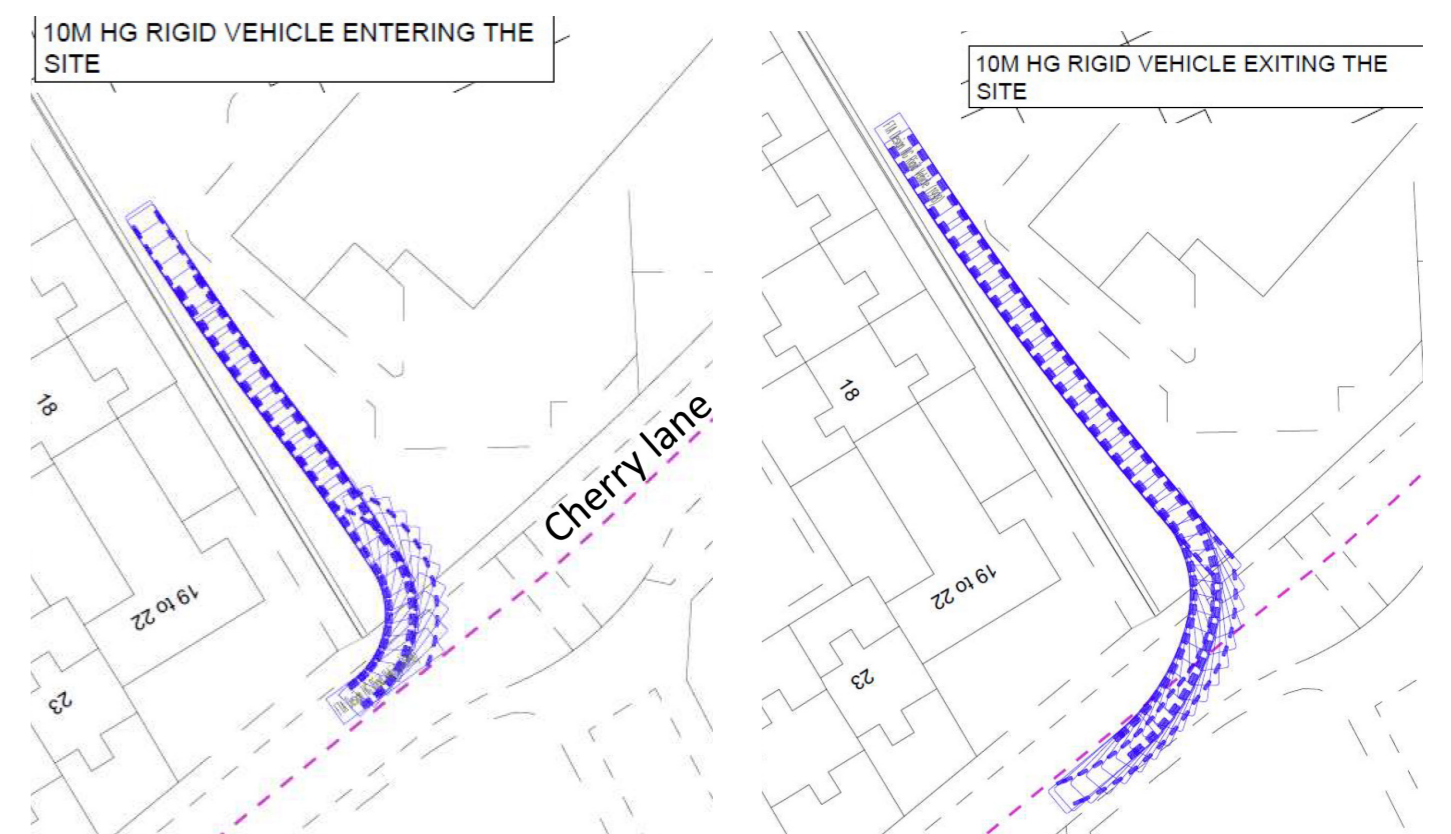 10M HG RIGID VEHICLE ENTERING THE
SITE
18
Cherry lane
19 to 22
23
10M HG RIGID VEHICLE EXITING THE
SITE
18
19 to 22
23